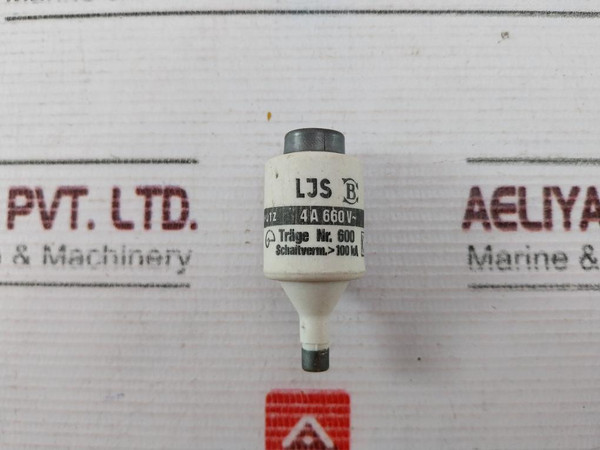 PVT. LTD.
& Machinery
AELIYA
Marine &
LJS B
4A 660V~
Träge Nr. 600
Schaltverm.>100 kA